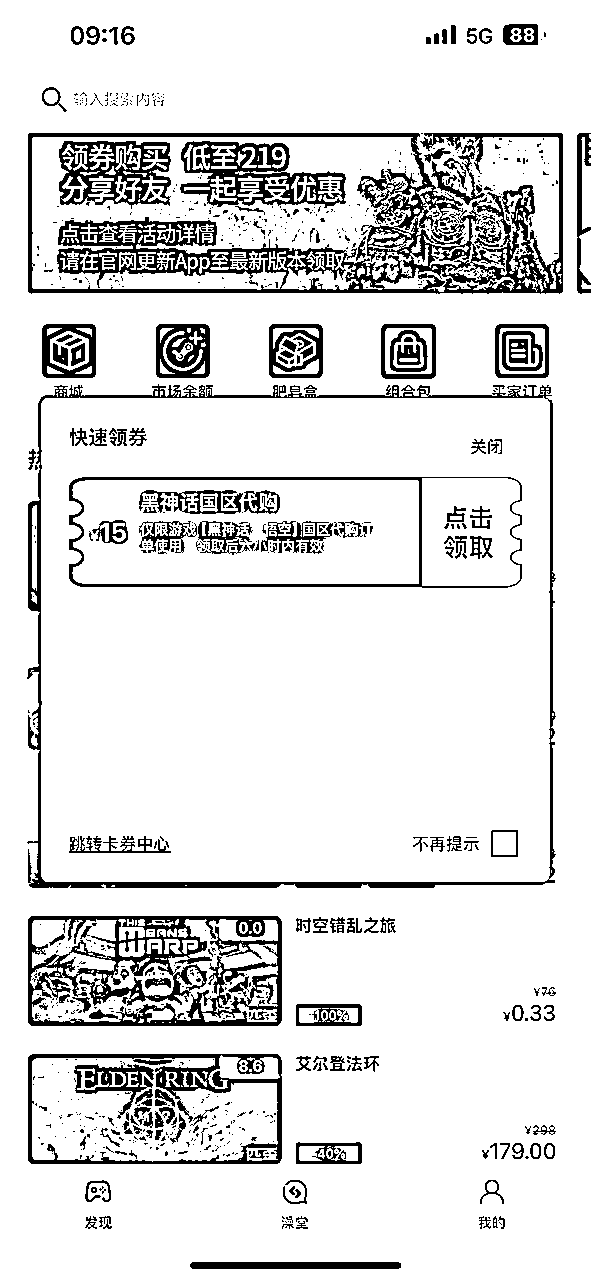 09:16
5G 88
输入搜索内容
领券购买 低至219
分享好友 一起享受优惠
点击查看活动详情
请在官网更新App至最新版本领取
商城 市场余额 肥皂盒 组合包 买家订单
快速领券
关闭
热
黑神话国区代购
¥15
仅限游戏【黑神话：悟空】国区代购订
单使用 领取后六小时内有效
点击
领取
跳转卡券中心
不再提示
WARP
0.0
时空错乱之旅
-100%
¥76
¥0.33
ELDEN RING
8.6
艾尔登法环
-40%
¥298
¥179.00
发现 澡堂 我的